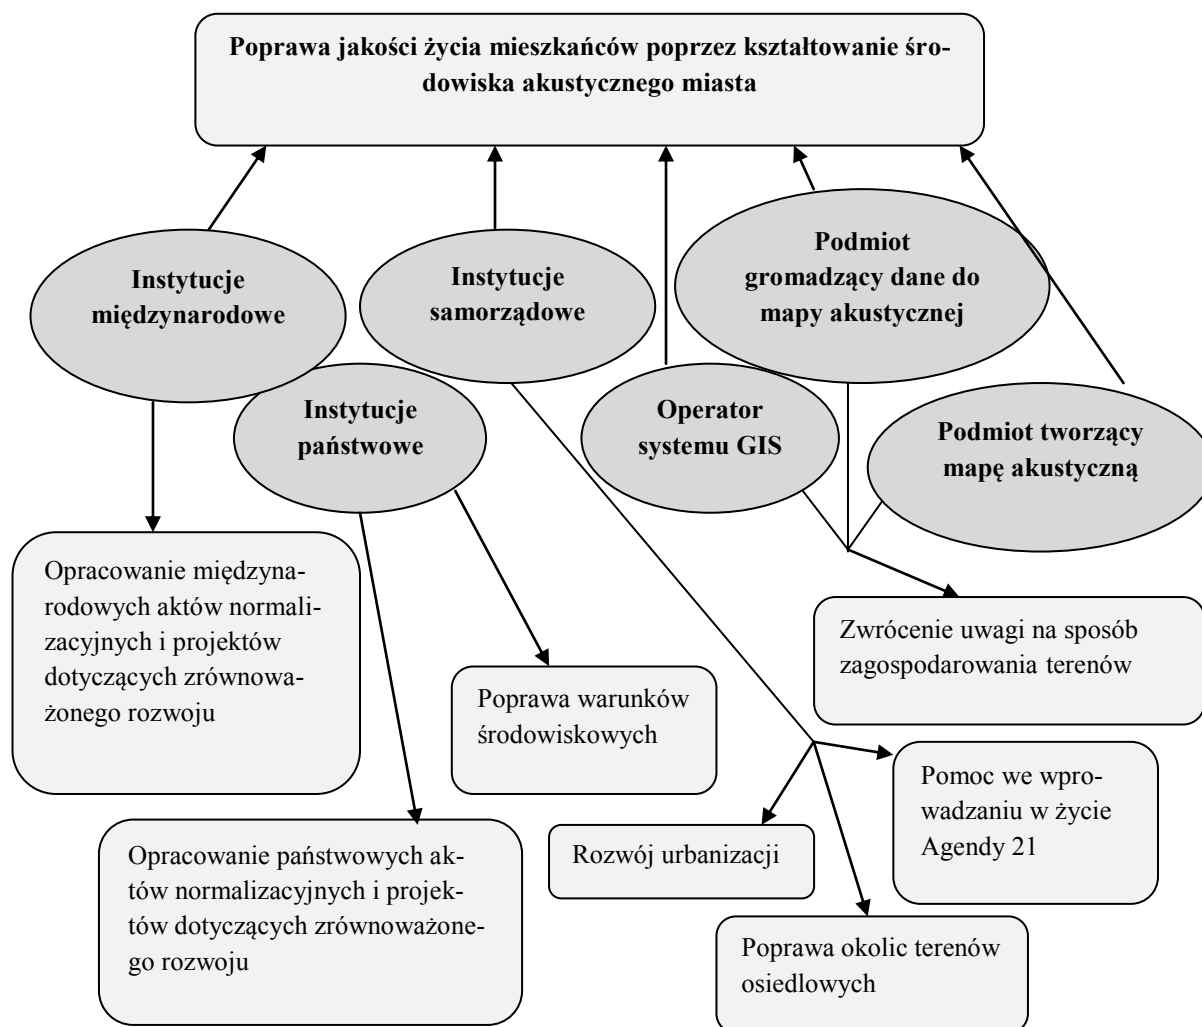 Poprawa jakości życia mieszkańców poprzez kształtowanie śro-
dowiska akustycznego miasta
Instytucje
międzynarodowe
Instytucje
samorządowe
Podmiot
gromadzący dane do
mapy akustycznej
Instytucje
państwowe
Operator
systemu GIS
Podmiot tworzący
mapę akustyczną
Opracowanie międzyna-
rodowych aktów normali-
zacyjnych i projektów
dotyczących zrównowa-
żonego rozwoju
Zwrócenie uwagi na sposób
zagospodarowania terenów
Poprawa warunków
środowiskowych
Pomoc we wpro-
wadzaniu w życie
Agendy 21
Rozwój urbanizacji
Opracowanie państwowych ak-
tów normalizacyjnych i projek-
tów dotyczących zrównoważone-
go rozwoju
Poprawa okolic terenów
osiedlowych